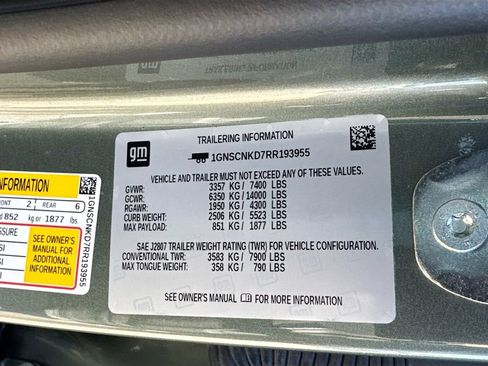 TRAILERING INFORMATION
gm
1GNSCNKD7RR193955
VEHICLE AND TRAILER MUST NOT EXCEED ANY OF THESE VALUES.
GVWR: 3357 KG / 7400 LBS
GCWR: 6350 KG / 14000 LBS
RGAWR: 1950 KG / 4300 LBS
CURB WEIGHT: 2506 KG / 5523 LBS
MAX PAYLOAD: 851 KG / 1877 LBS
SAE J2807 TRAILER WEIGHT RATING (TWR) FOR VEHICLE CONFIGURATION.
CONVENTIONAL TWR: 3583 KG / 7900 LBS
MAX TONGUE WEIGHT: 358 KG / 790 LBS
SEE OWNER'S MANUAL FOR MORE INFORMATION
INFORMATION
2 REAR 6
852 kg or 1877 lbs.
SEE OWNER'S
MANUAL FOR
ADDITIONAL
INFORMATION
1GNSCNKD7RR193955